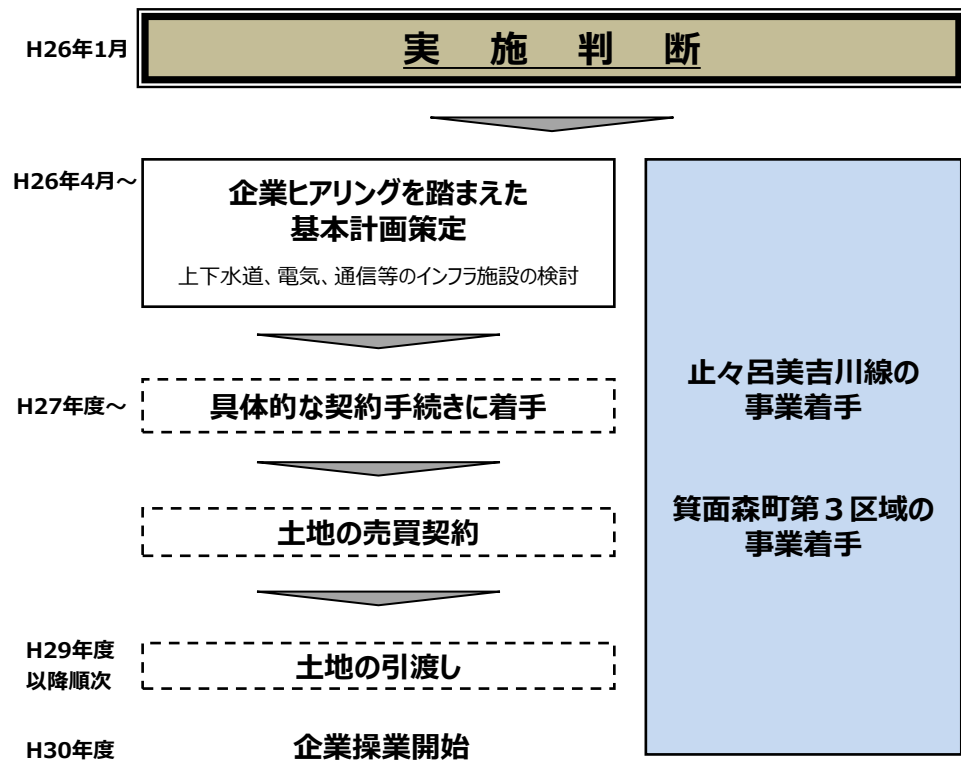 H26年1月
実　施　判　断
H26年4月～
企業ヒアリングを踏まえた
基本計画策定
上下水道、電気、通信等のインフラ施設の検討
H27年度～
具体的な契約手続きに着手
土地の売買契約
H29年度
以降順次
土地の引渡し
H30年度
企業操業開始
止々呂美吉川線の
事業着手
箕面森町第３区域の
事業着手